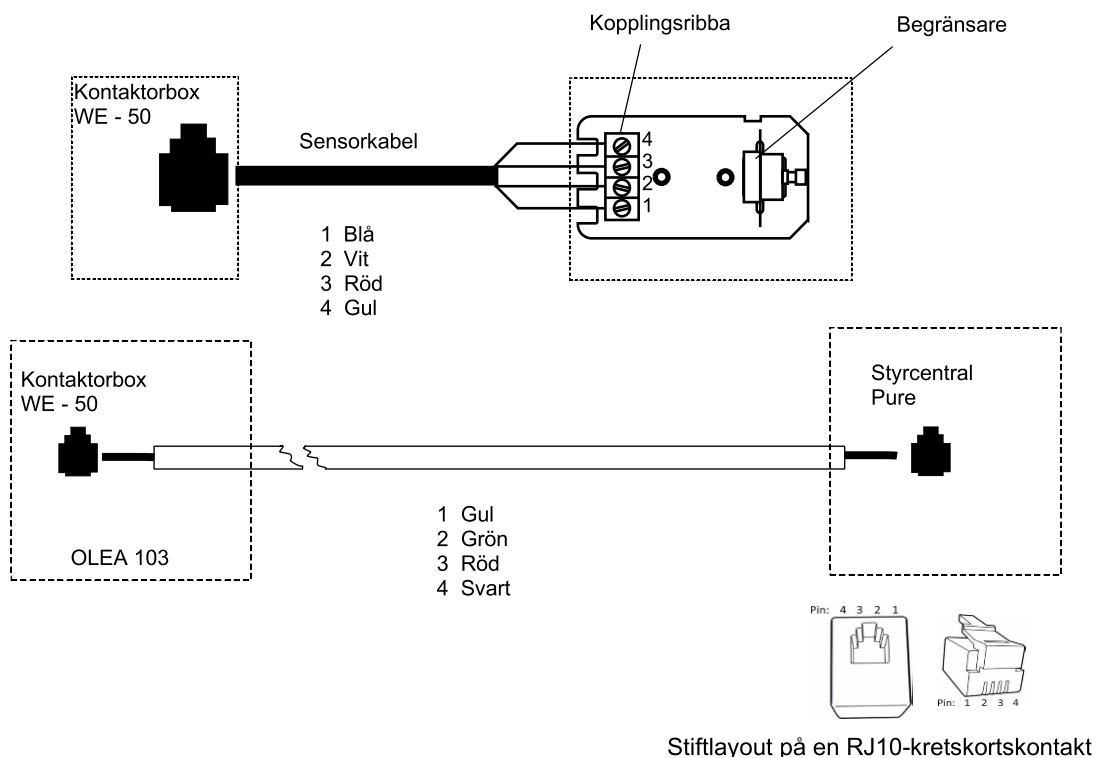 Kopplingsribba
Begränsare
Kontaktorbox
WE - 50
Sensorkabel
4
3
2
1
1 Blå
2 Vit
3 Röd
4 Gul
Kontaktorbox
WE - 50
Styrcentral
Pure
OLEA 103
1 Gul
2 Grön
3 Röd
4 Svart
Pin: 4 3 2 1
Pin: 1 2 3 4
Stiftlayout på en RJ10-kretskortskontakt